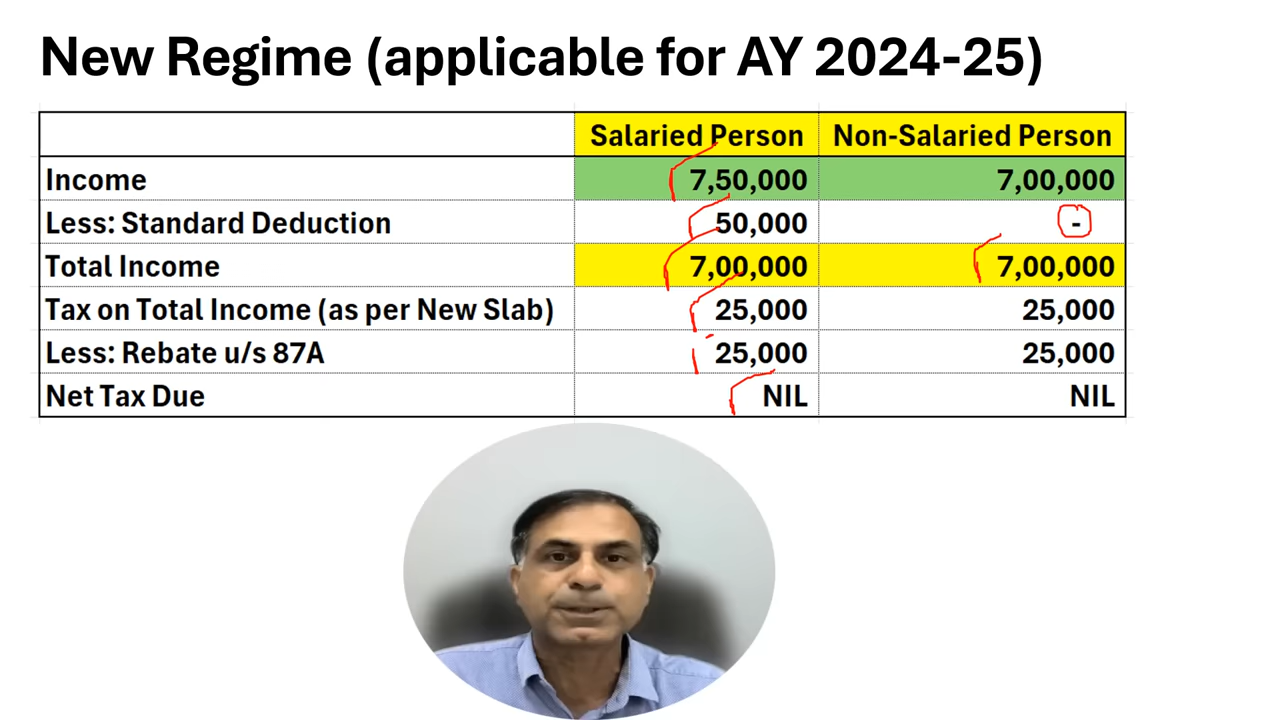 New Regime (applicable for AY 2024-25)
Salaried Person Non-Salaried Person
Income 7,50,000 7,00,000
Less: Standard Deduction 50,000 -
Total Income 7,00,000 7,00,000
Tax on Total Income (as per New Slab) 25,000 25,000
Less: Rebate u/s 87A 25,000 25,000
Net Tax Due NIL NIL